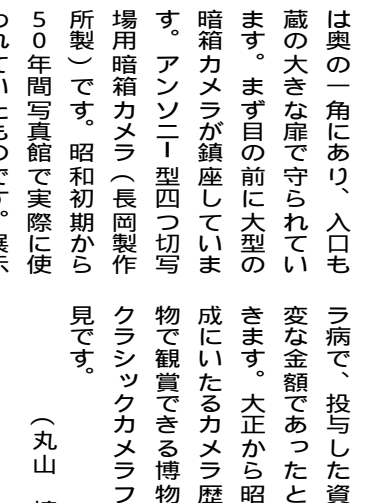 は奥の一角にあり、入口も
蔵の大きな扉で守られてい
ます。まず目の前に大型の
暗箱カメラが鎮座していま
す。アンソニー型四つ切写
場用暗箱カメラ（長岡製作
所製）です。昭和初期から
50年間写真館で実際に使
われていたものです。展示
ラ病で、投与した資
変な金額であったと
きます。大正から昭
成にいたるカメラ歴
物で観賞できる博物
クラシックカメラフ
見です。
（丸山